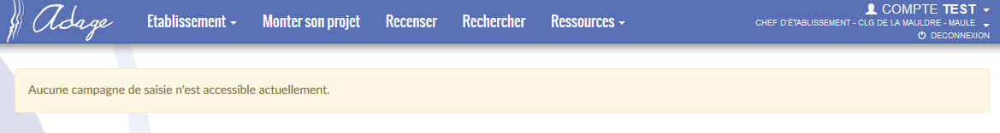 Adage
Etablissement Monter son projet Recenser Rechercher Ressources
COMPTE TEST
CHEF D'ÉTABLISSEMENT - CLG DE LA MAULDRE - MAULE
DECONNEXION
Aucune campagne de saisie n'est accessible actuellement.